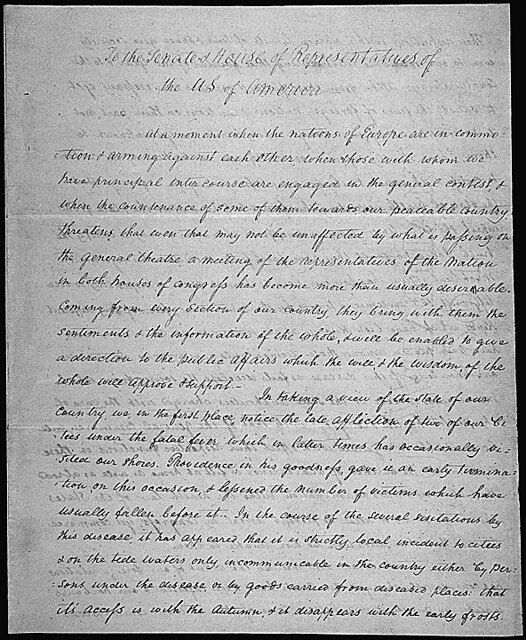 To the Senate & House of Representatives of
the U.S. of America
at a moment when the nations of Europe are in commo-
-tion & arming against each other, when those with whom we
have principal intercourse are engaged in the general contest, &
when the countenance of some of them towards our peaceable country
threatens that even that may not be unaffected by what is passing on
the general theatre a meeting of the representatives of the Nation
in both houses of congress has become more than usually desireable.
Coming from every section of our country they bring with them the
sentiments & the information of the whole, & will be enabled to give
a direction to the public affairs which the will & the wisdom of the
whole will approve & support.
In taking a view of the state of our
country we in the first place notice the late affliction of two of our Ci-
ties under the fatal fever which in latter times has occasionally vi-
sited our shores. Providence in his goodness, gave it an early termina-
tion on this occasion & lessened the number of victims which have
usually fallen before it. In the course of the several visitations by
this disease, it has appeared that it is strictly local, incident to cities
& on the tide waters only incommunicable in the country either by per-
sons under the disease or by goods carried from diseased places: that
its access is with the Autumn, & it disappears with the early frosts.